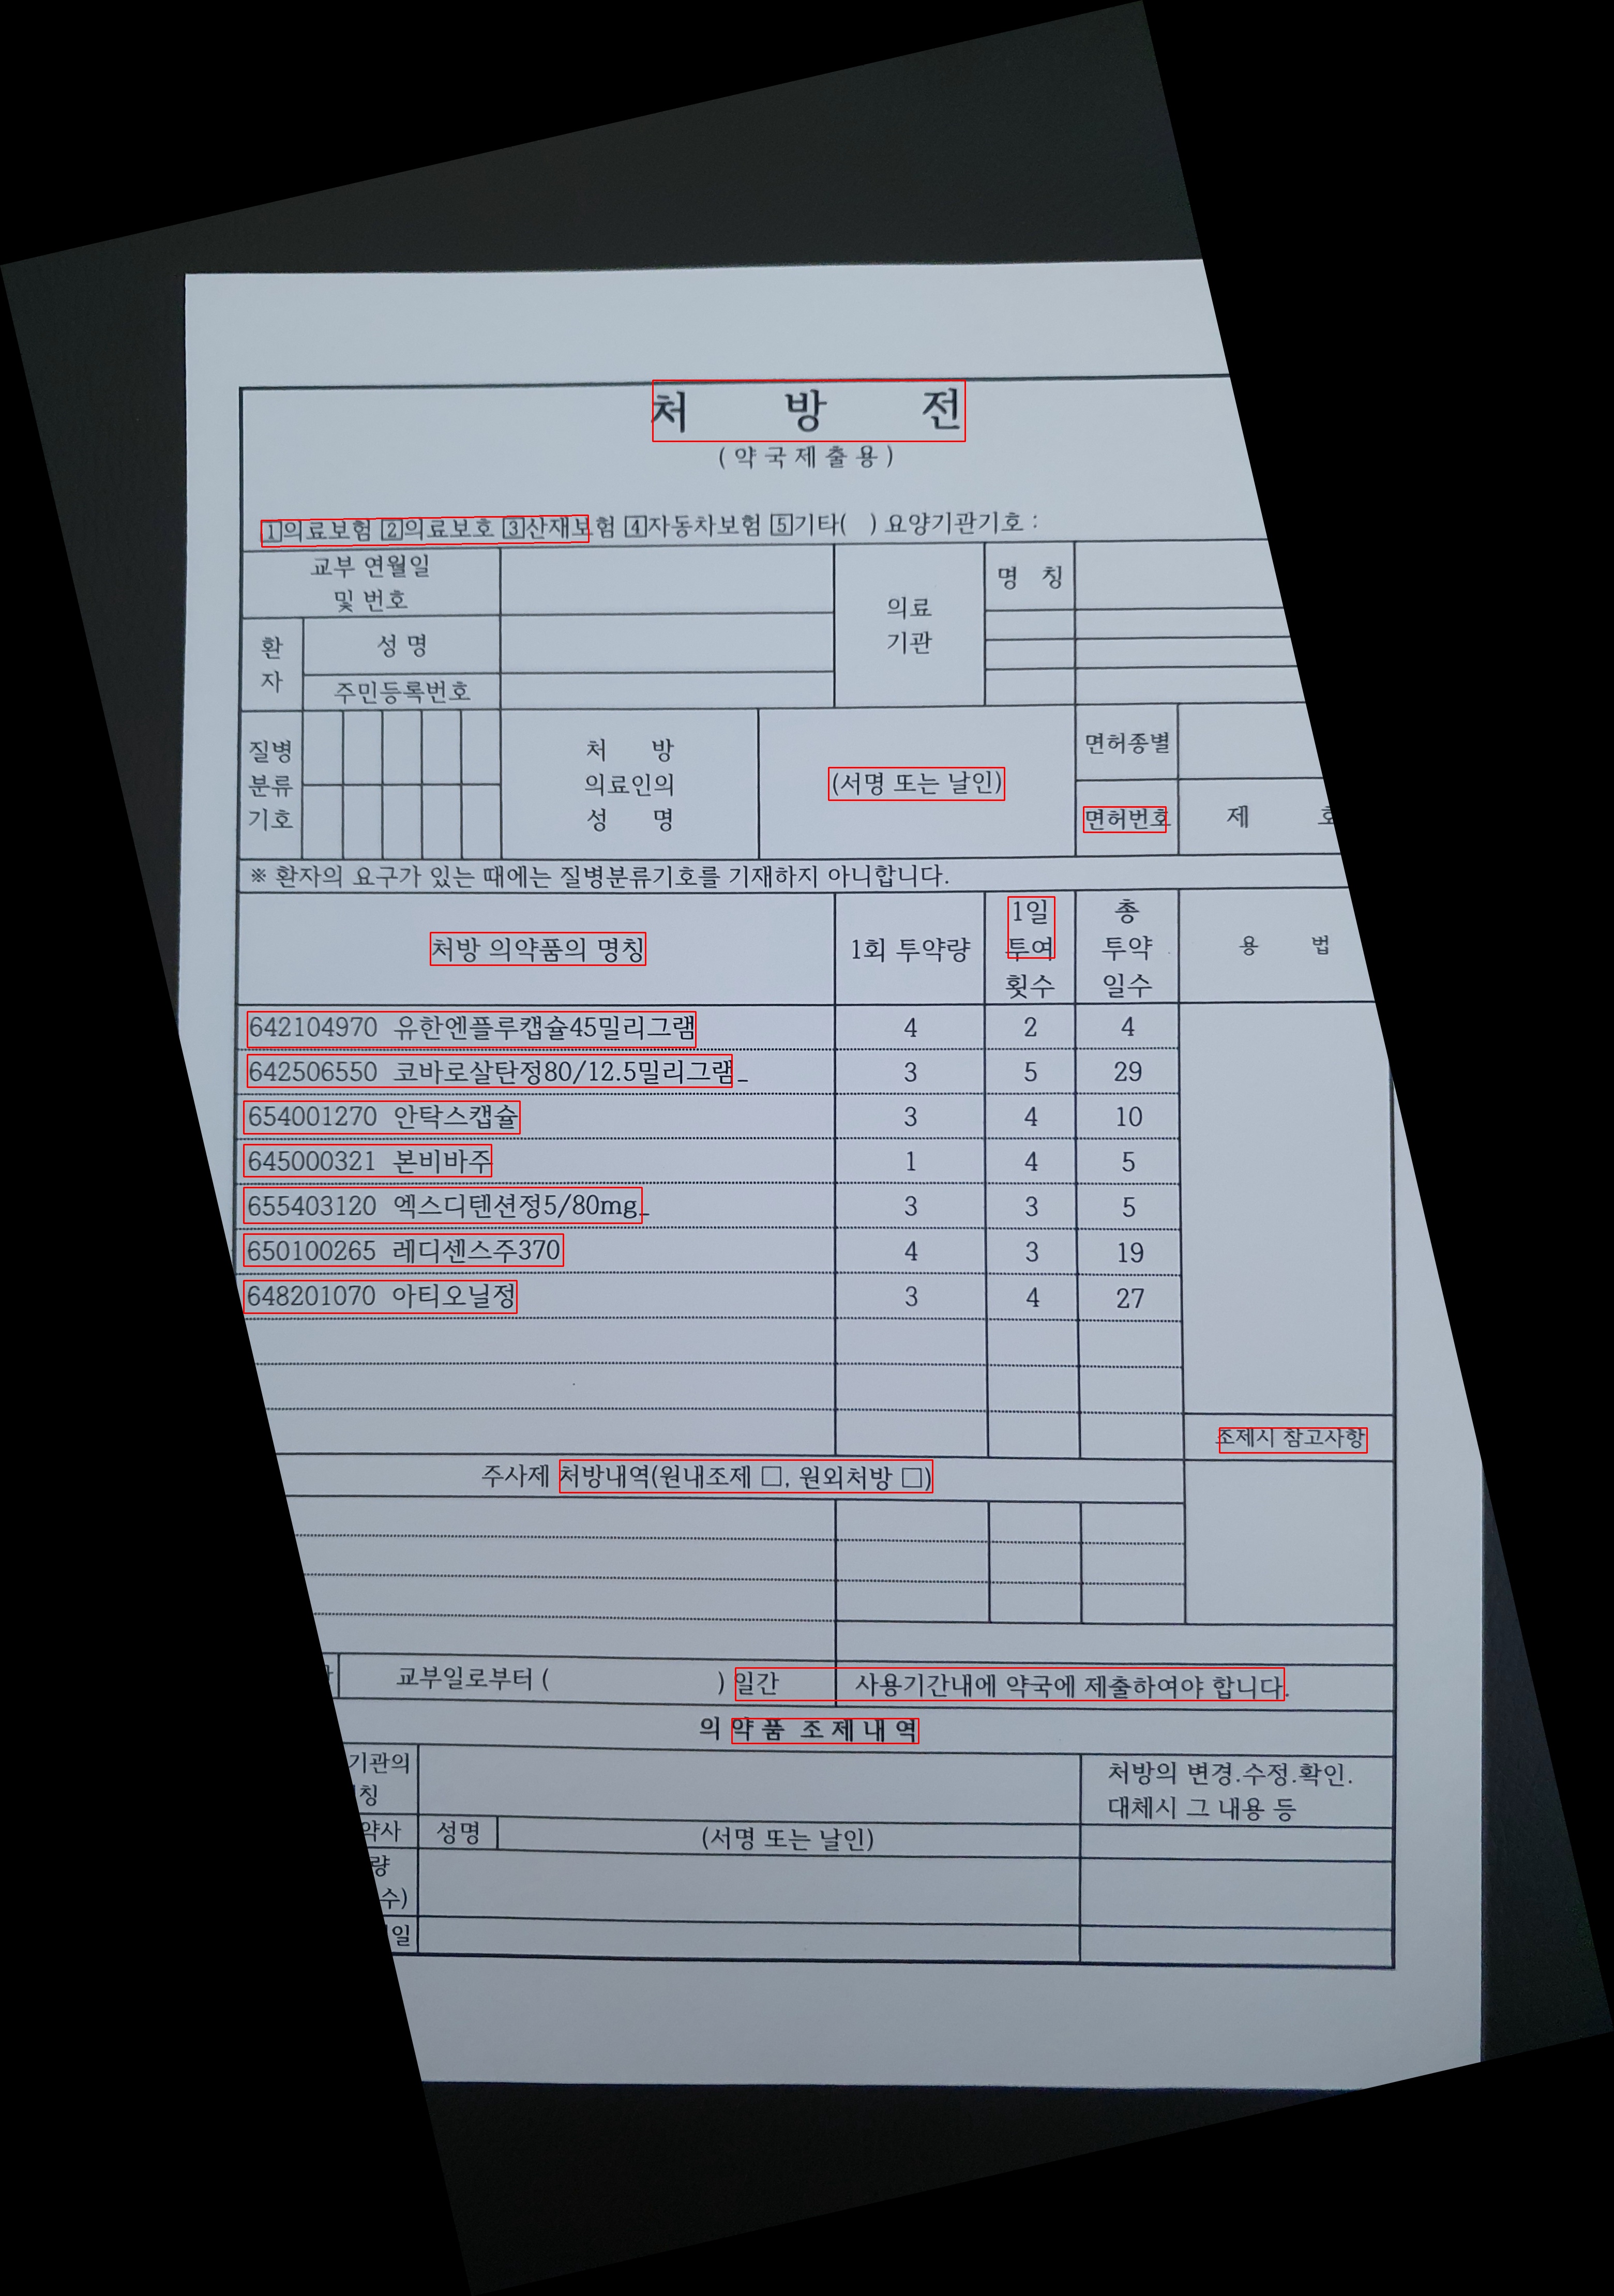 처 방 전
(약국제출용)
1의료보험 2의료보호 3산재보험 4자동차보험 5기타( ) 요양기관기호 :
교부 연월일
및 번호
의료
기관
명 칭
환
자
성 명
주민등록번호
질병
분류
기호
처 방
의료인의
성 명
(서명 또는 날인)
면허종별
면허번호
제
※ 환자의 요구가 있는 때에는 질병분류기호를 기재하지 아니합니다.
처방 의약품의 명칭
1회 투약량
1일
투여
횟수
총
투약
일수
용 법
642104970 유한엔플루캡슐45밀리그램 4 2 4
642506550 코바로살탄정80/12.5밀리그램_ 3 5 29
654001270 안탁스캡슐 3 4 10
645000321 본비바주 1 4 5
655403120 엑스디텐션정5/80mg_ 3 3 5
650100265 레디센스주370 4 3 19
648201070 아티오닐정 3 4 27
조제시 참고사항
주사제 처방내역(원내조제 □, 원외처방 □)
교부일로부터 ( ) 일간 사용기간내에 약국에 제출하여야 합니다.
의 약 품 조 제 내 역
기관의
칭
처방의 변경.수정.확인.
대체시 그 내용 등
약사 성명 (서명 또는 날인)
량
수)
일